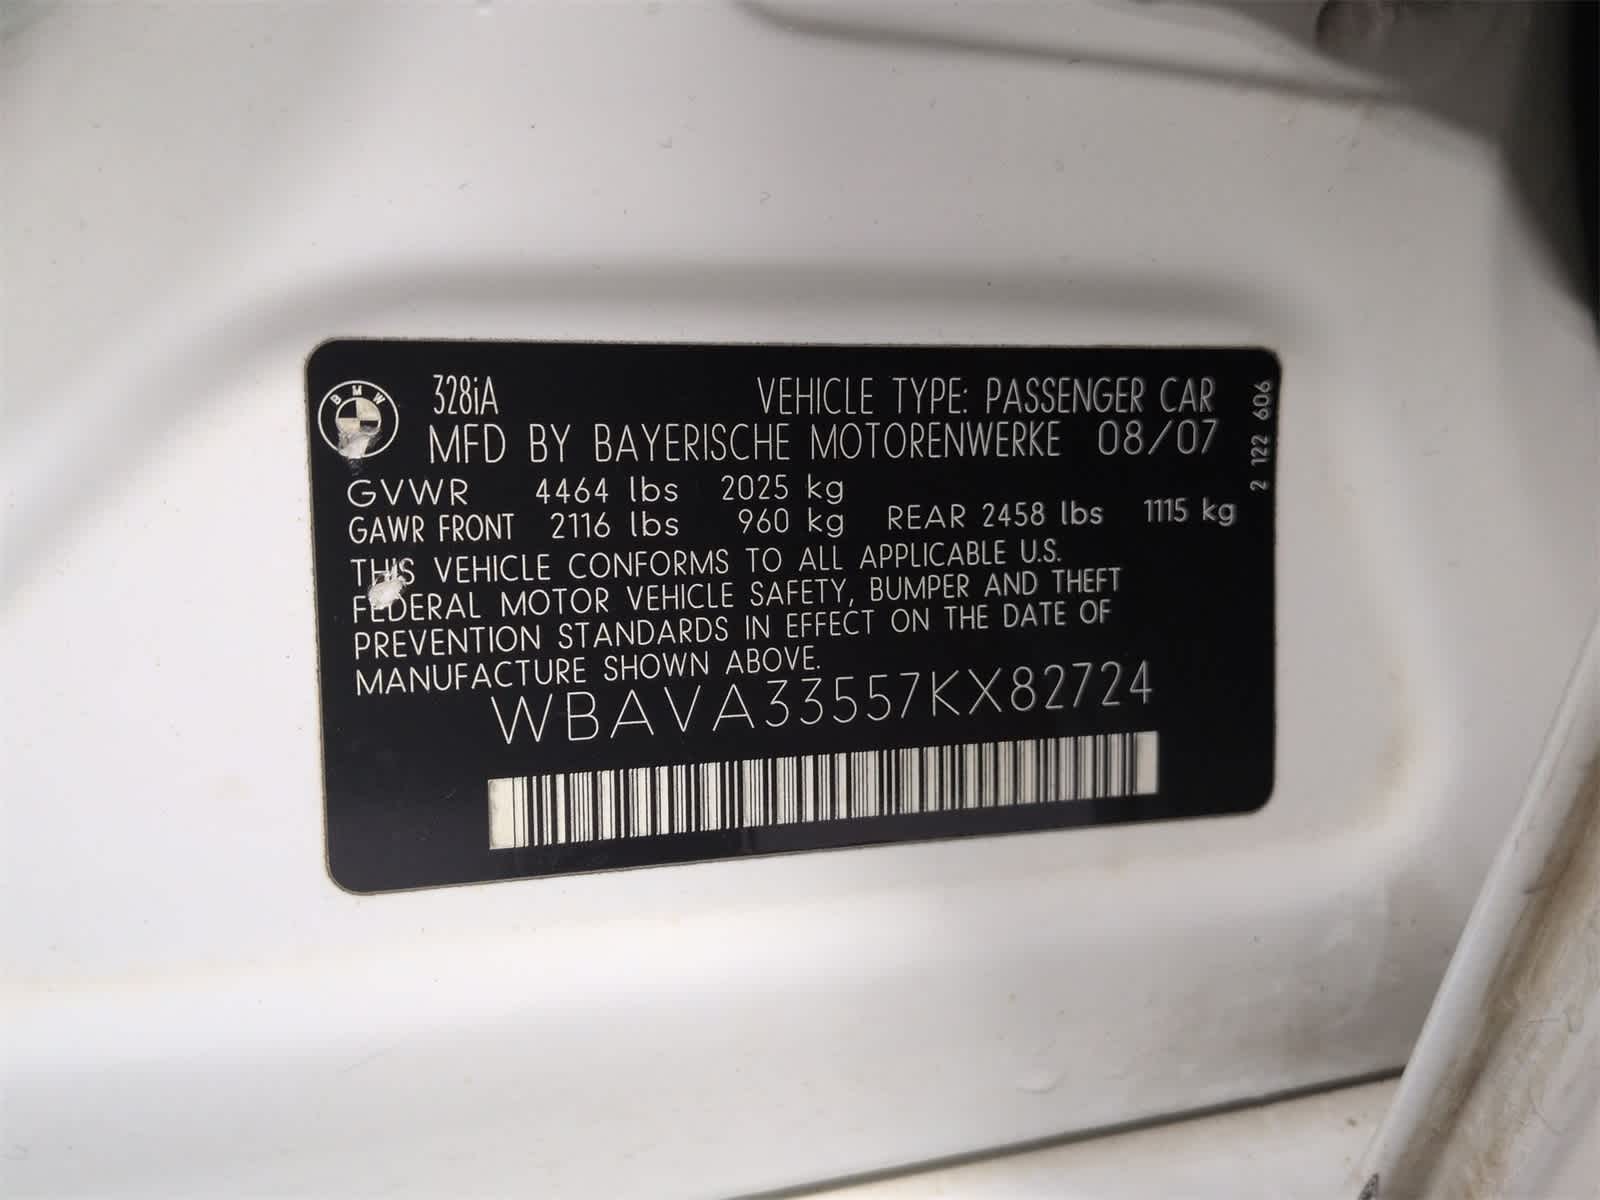 BMW
328iA VEHICLE TYPE: PASSENGER CAR
MFD BY BAYERISCHE MOTORENWERKE 08/07
GVWR 4464 lbs 2025 kg
GAWR FRONT 2116 lbs 960 kg REAR 2458 lbs 1115 kg
THIS VEHICLE CONFORMS TO ALL APPLICABLE U.S.
FEDERAL MOTOR VEHICLE SAFETY, BUMPER AND THEFT
PREVENTION STANDARDS IN EFFECT ON THE DATE OF
MANUFACTURE SHOWN ABOVE.
WBAVA33557KX82724
2 122 606